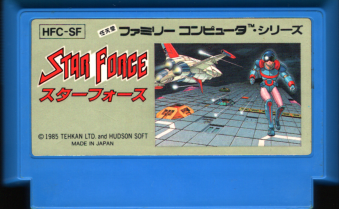 HFC-SF
任天堂 ファミリー コンピュータ™・シリーズ
STAR FORCE
スターフォース
©1985 TEHKAN LTD. and HUDSON SOFT
MADE IN JAPAN